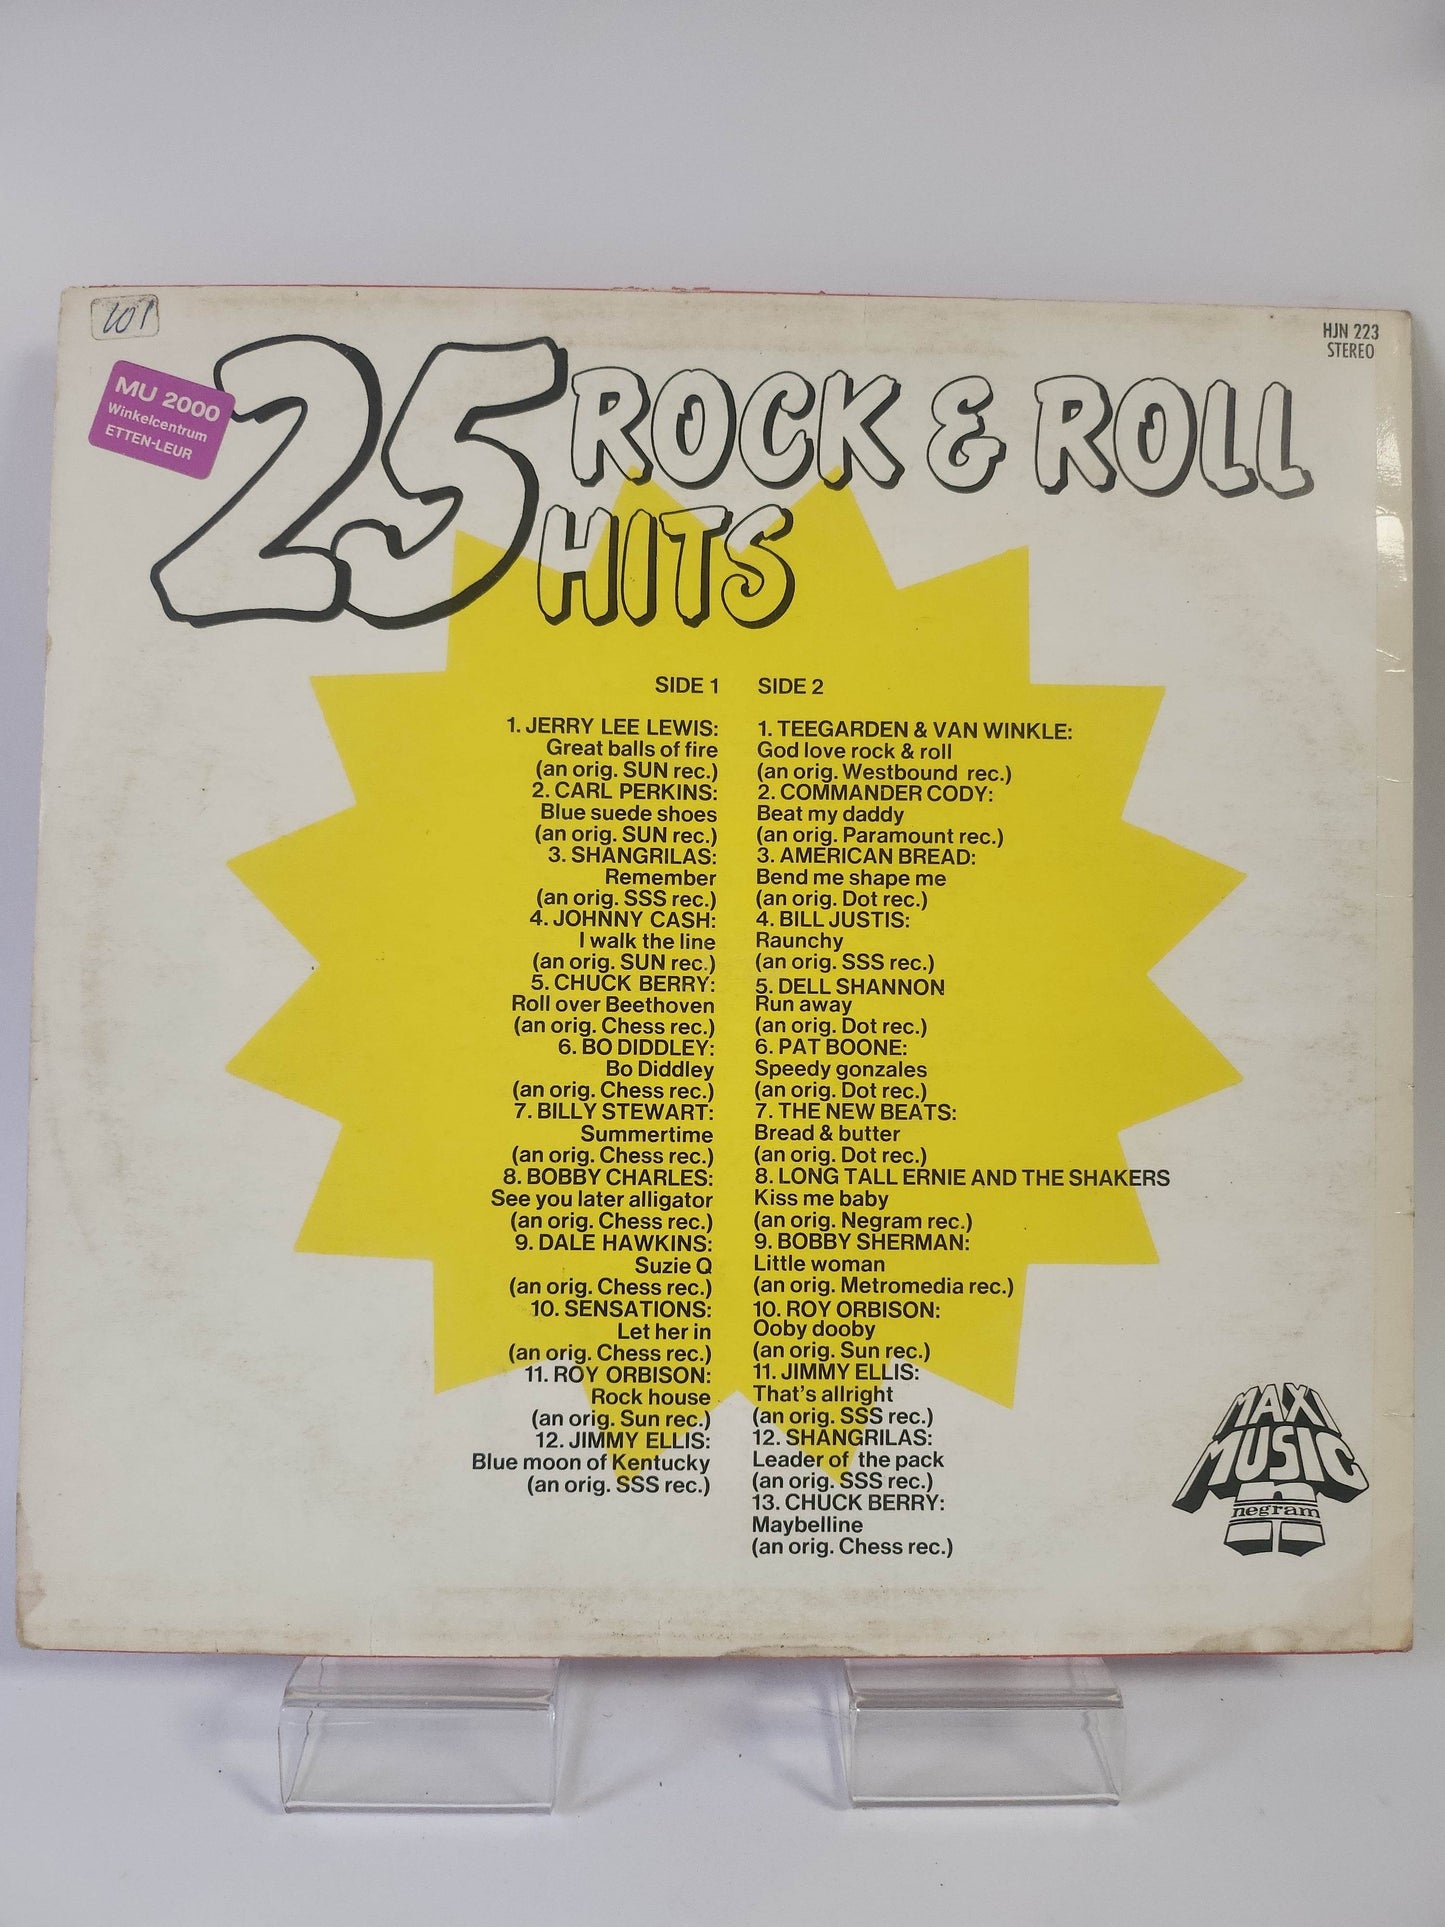 201
MU 2000
Winkelcentrum
ETTEN-LEUR
HJN 223
STEREO
25 ROCK & ROLL
HITS
SIDE 1
1. JERRY LEE LEWIS:
Great balls of fire
(an orig. SUN rec.)
2. CARL PERKINS:
Blue suede shoes
(an orig. SUN rec.)
3. SHANGRILAS:
Remember
(an orig. SSS rec.)
4. JOHNNY CASH:
I walk the line
(an orig. SUN rec.)
5. CHUCK BERRY:
Roll over Beethoven
(an orig. Chess rec.)
6. BO DIDDLEY:
Bo Diddley
(an orig. Chess rec.)
7. BILLY STEWART:
Summertime
(an orig. Chess rec.)
8. BOBBY CHARLES:
See you later alligator
(an orig. Chess rec.)
9. DALE HAWKINS:
Suzie Q
(an orig. Chess rec.)
10. SENSATIONS:
Let her in
(an orig. Chess rec.)
11. ROY ORBISON:
Rock house
(an orig. Sun rec.)
12. JIMMY ELLIS:
Blue moon of Kentucky
(an orig. SSS rec.)
SIDE 2
1. TEEGARDEN & VAN WINKLE:
God love rock & roll
(an orig. Westbound rec.)
2. COMMANDER CODY:
Beat my daddy
(an orig. Paramount rec.)
3. AMERICAN BREAD:
Bend me shape me
(an orig. Dot rec.)
4. BILL JUSTIS:
Raunchy
(an orig. SSS rec.)
5. DELL SHANNON
Run away
(an orig. Dot rec.)
6. PAT BOONE:
Speedy gonzales
(an orig. Dot rec.)
7. THE NEW BEATS:
Bread & butter
(an orig. Dot rec.)
8. LONG TALL ERNIE AND THE SHAKERS
Kiss me baby
(an orig. Negram rec.)
9. BOBBY SHERMAN:
Little woman
(an orig. Metromedia rec.)
10. ROY ORBISON:
Ooby dooby
(an orig. Sun rec.)
11. JIMMY ELLIS:
That's allright
(an orig. SSS rec.)
12. SHANGRILAS:
Leader of the pack
(an orig. SSS rec.)
13. CHUCK BERRY:
Maybelline
(an orig. Chess rec.)
MAXI
MUSIC
negram